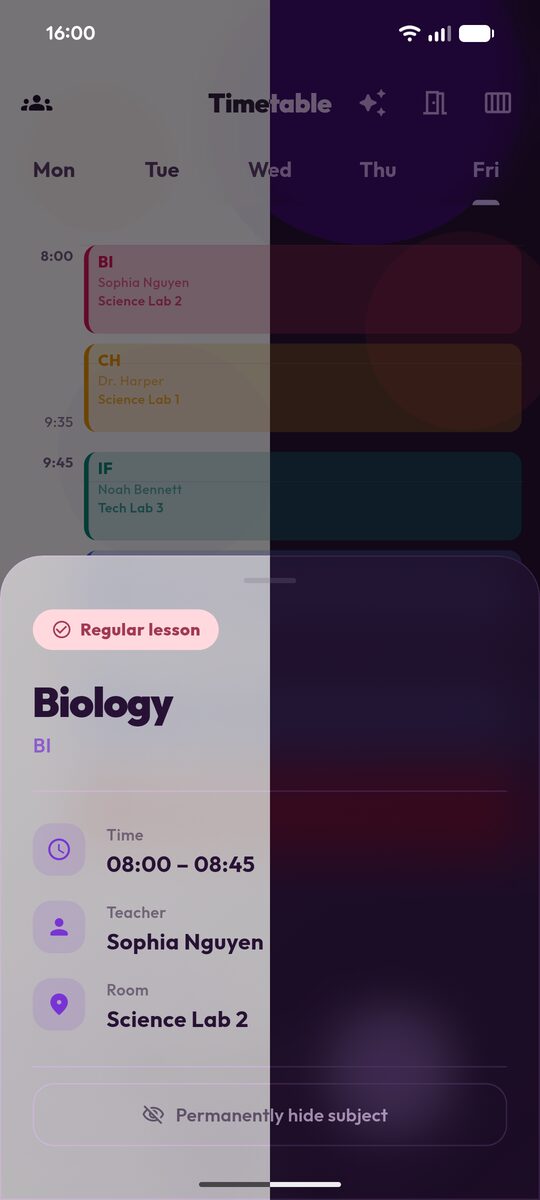 16:00
Timetable
Mon Tue Wed Thu Fri
8:00
BI
Sophia Nguyen
Science Lab 2
CH
Dr. Harper
Science Lab 1
9:35
9:45
IF
Noah Bennett
Tech Lab 3
Regular lesson
Biology
BI
Time
08:00 – 08:45
Teacher
Sophia Nguyen
Room
Science Lab 2
Permanently hide subject